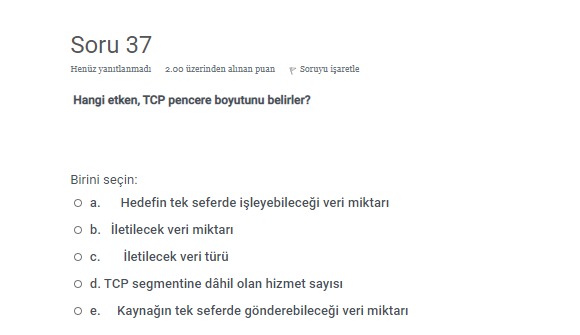 Soru 37
Henüz yanıtlanmadı 2.00 üzerinden alınan puan Soruyu işaretle
Hangi etken, TCP pencere boyutunu belirler?
Birini seçin:
a. Hedefin tek seferde işleyebileceği veri miktarı
b. İletilecek veri miktarı
c. İletilecek veri türü
d. TCP segmentine dâhil olan hizmet sayısı
e. Kaynağın tek seferde gönderebileceği veri miktarı